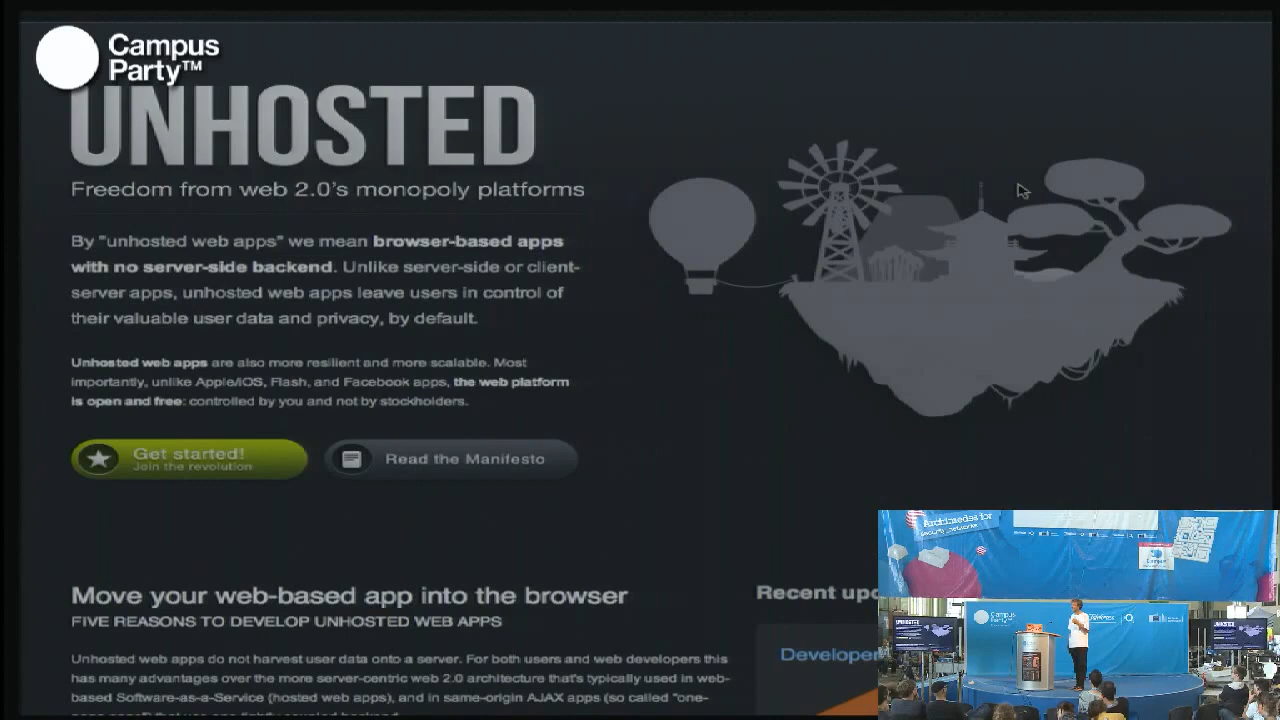 Campus
Party™
UNHOSTED
Freedom from web 2.0's monopoly platforms
By "unhosted web apps" we mean browser-based apps
with no server-side backend. Unlike server-side or client-
server apps, unhosted web apps leave users in control of
their valuable user data and privacy, by default.
Unhosted web apps are also more resilient and more scalable. Most
importantly, unlike Apple/iOS, Flash, and Facebook apps, the web platform
is open and free: controlled by you and not by stockholders.
Get started!
Join the revolution
Read the Manifesto
Move your web-based app into the browser
FIVE REASONS TO DEVELOP UNHOSTED WEB APPS
Recent upd
Unhosted web apps do not harvest user data onto a server. For both users and web developers this
has many advantages over the more server-centric web 2.0 architecture that's typically used in web-
based Software-as-a-Service (hosted web apps), and in same-origin AJAX apps (so called "one-
Developer
Archimedes for
Campus
Party
UNHOSTED
UNHOSTED